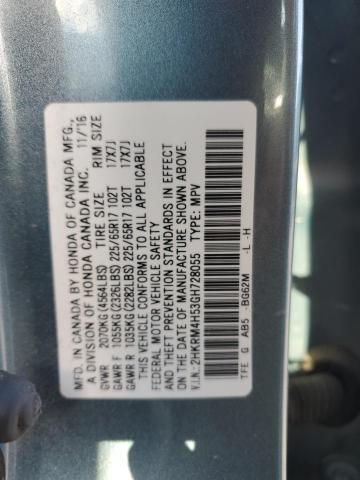 MFD. IN CANADA BY HONDA OF CANADA MFG.,
A DIVISION OF HONDA CANADA INC. 11/16
GVWR 2070KG (4564LBS) TIRE SIZE RIM SIZE
GAWR F 1055KG (2326LBS) 225/65R17 102T 17X7J
GAWR R 1035KG (2282LBS) 225/65R17 102T 17X7J
THIS VEHICLE CONFORMS TO ALL APPLICABLE
FEDERAL MOTOR VEHICLE SAFETY
BUMPER, THEFT PREVENTION STANDARDS IN EFFECT
ON THE DATE OF MANUFACTURE SHOWN ABOVE.
V.I.N.: 2HKRM4H53GH728055 TYPE: MPV
TFE G AB5 -BG62M -L -H